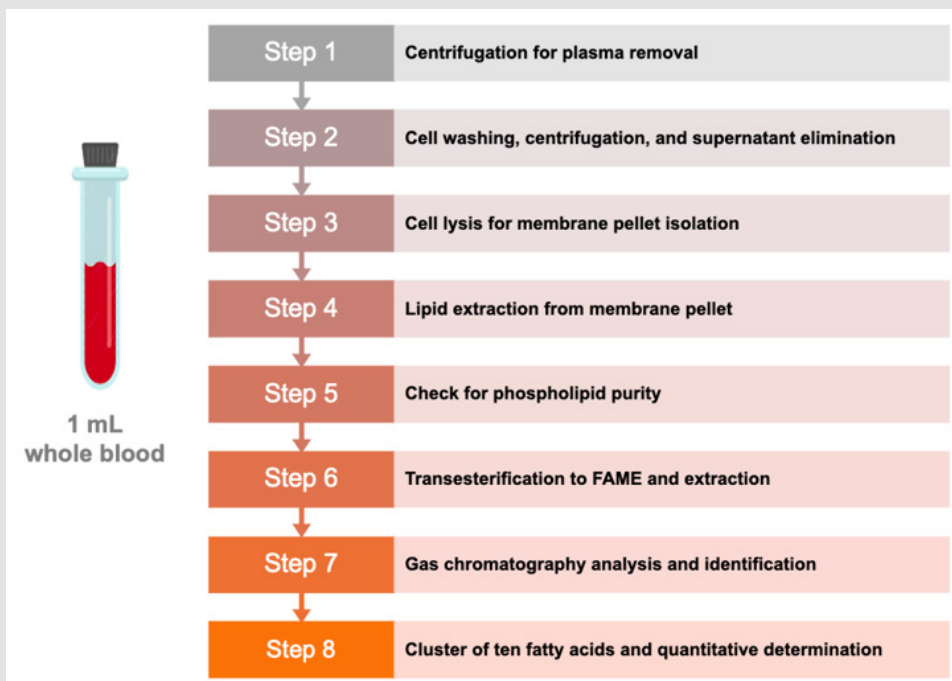 Step 1
Centrifugation for plasma removal
Step 2
Cell washing, centrifugation, and supernatant elimination
Step 3
Cell lysis for membrane pellet isolation
Step 4
Lipid extraction from membrane pellet
Step 5
Check for phospholipid purity
Step 6
Transesterification to FAME and extraction
Step 7
Gas chromatography analysis and identification
Step 8
Cluster of ten fatty acids and quantitative determination
1 mL
whole blood